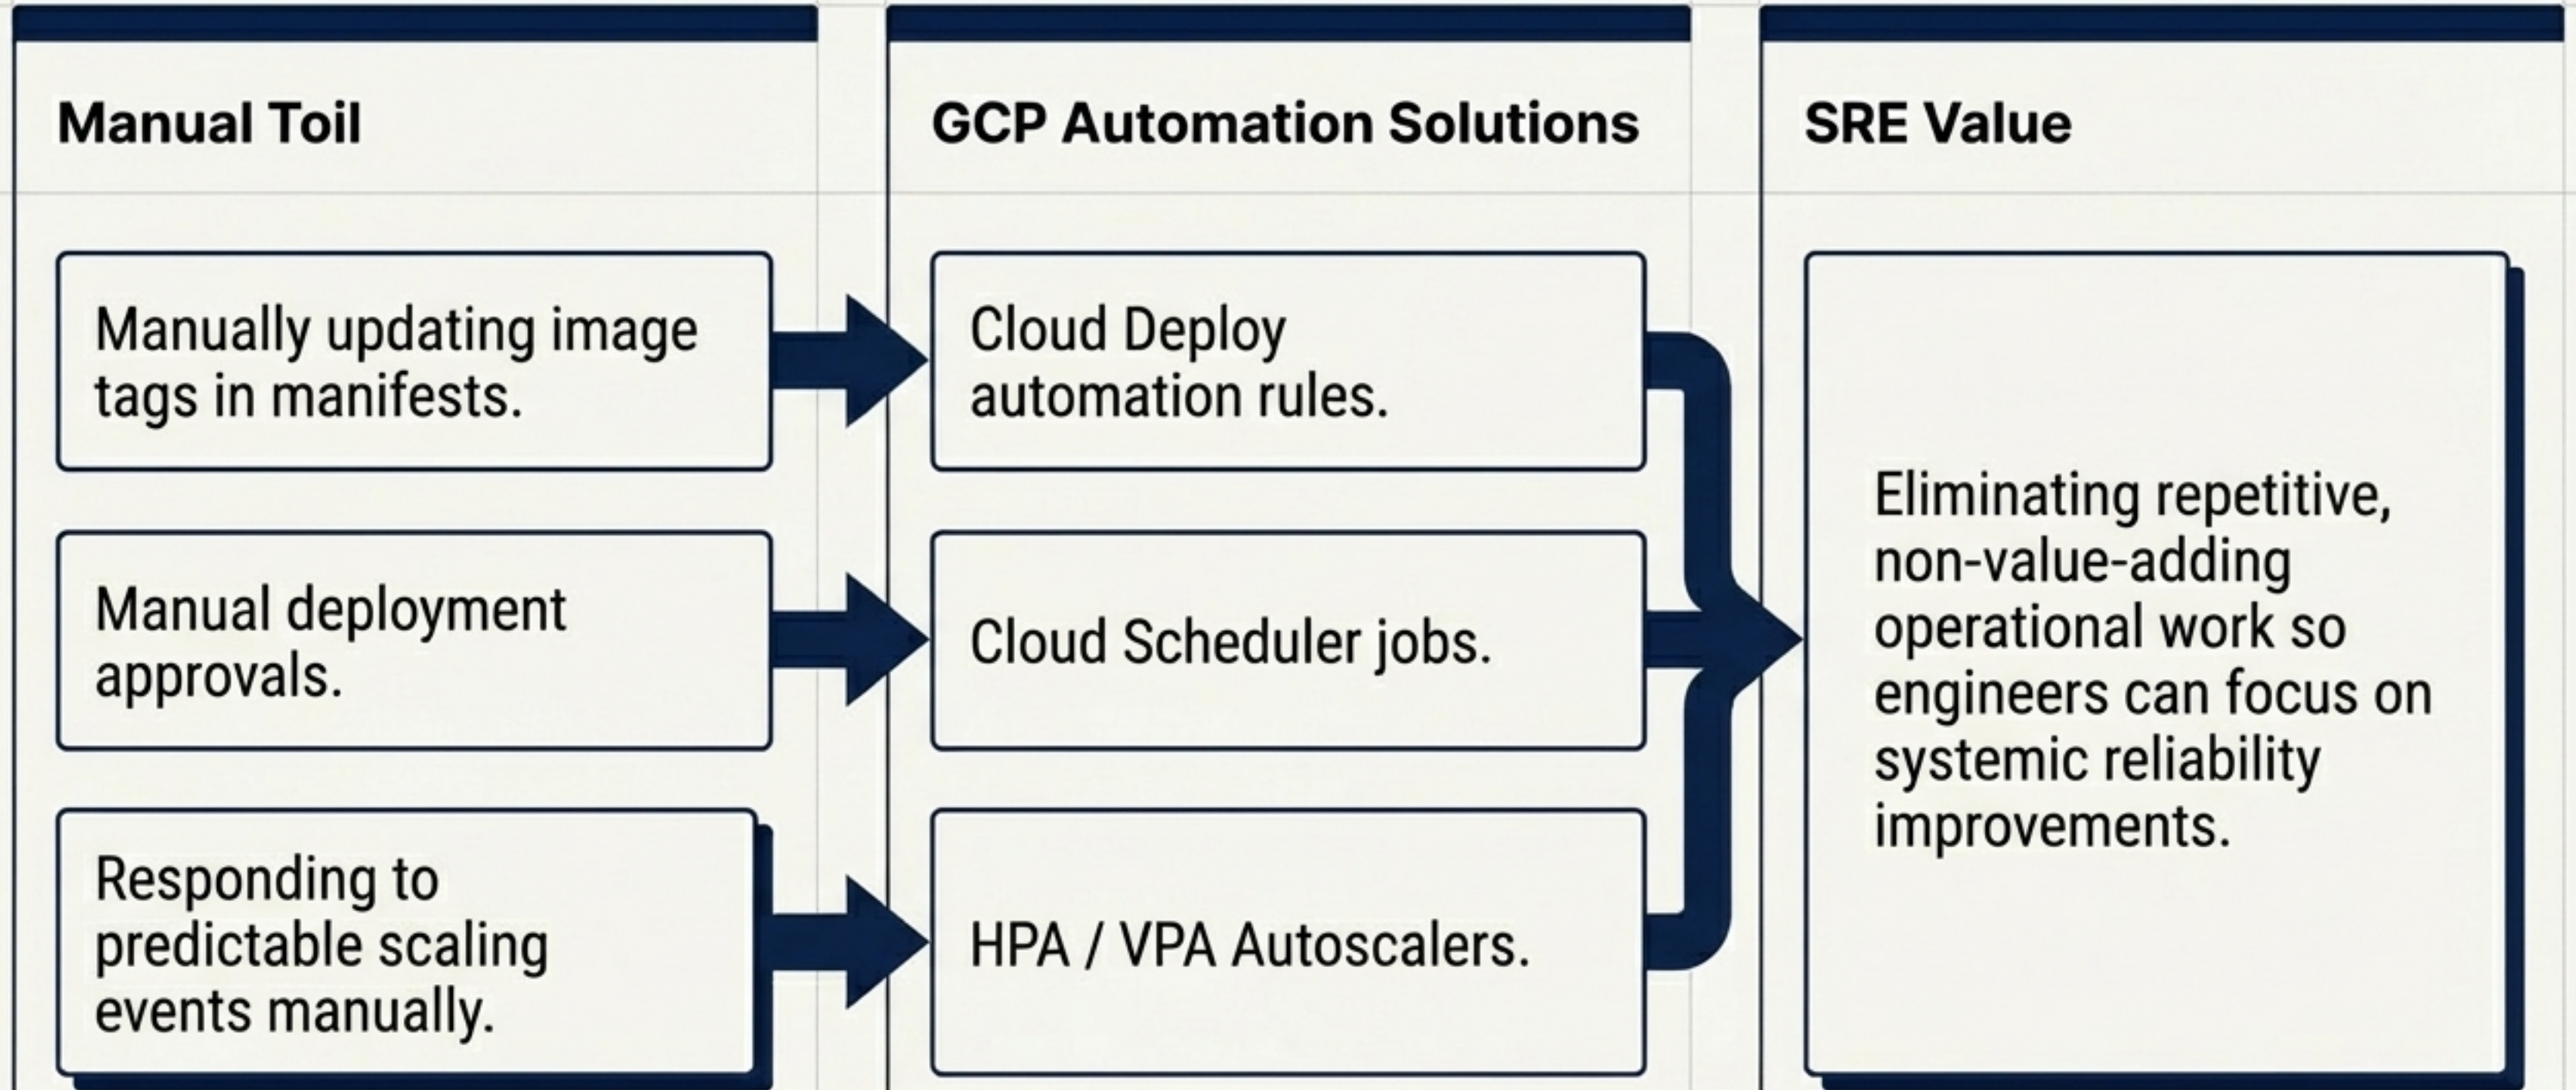 Manual Toil
Manually updating image
tags in manifests.
Manual deployment
approvals.
Responding to
predictable scaling
events manually.
GCP Automation Solutions
Cloud Deploy
automation rules.
Cloud Scheduler jobs.
HPA / VPA Autoscalers.
SRE Value
Eliminating repetitive,
non-value-adding
operational work so
engineers can focus on
systemic reliability
improvements.